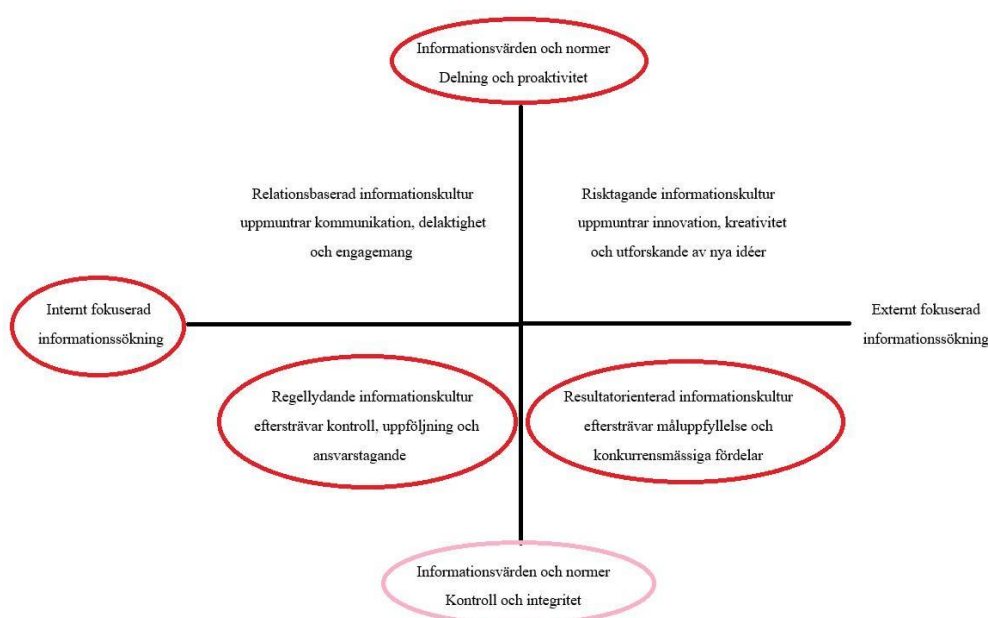 Informationsvärden och normer
Delning och proaktivitet
Relationsbaserad informationskultur
uppmuntrar kommunikation, delaktighet
och engagemang
Risktagande informationskultur
uppmuntrar innovation, kreativitet
och utforskande av nya idéer
Internt fokuserad
informationssökning
Externt fokuserad
informationssökning
Regellydande informationskultur
eftersträvar kontroll, uppföljning och
ansvarstagande
Resultatorienterad informationskultur
eftersträvar måluppfyllelse och
konkurrensmässiga fördelar
Informationsvärden och normer
Kontroll och integritet